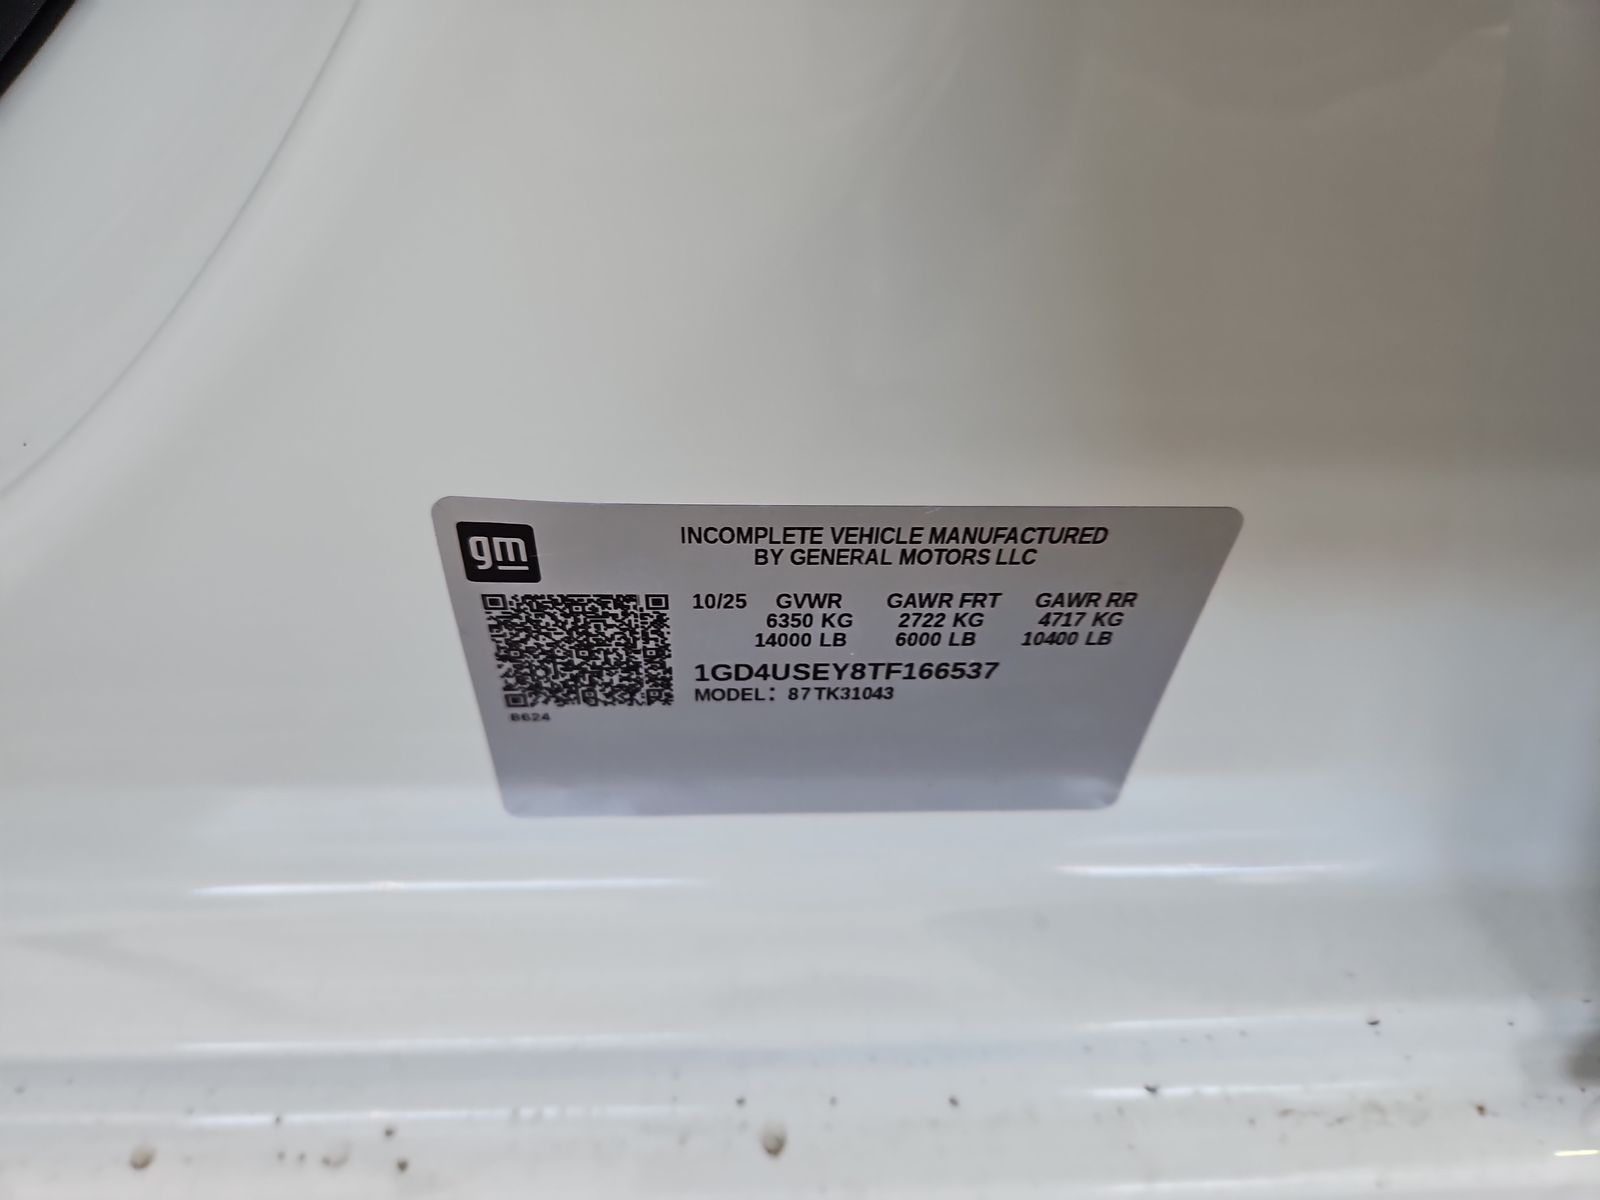 gm
INCOMPLETE VEHICLE MANUFACTURED
BY GENERAL MOTORS LLC
10/25 GVWR GAWR FRT GAWR RR
6350 KG 2722 KG 4717 KG
14000 LB 6000 LB 10400 LB
1GD4USEY8TF166537
MODEL: 87TK31043
B624